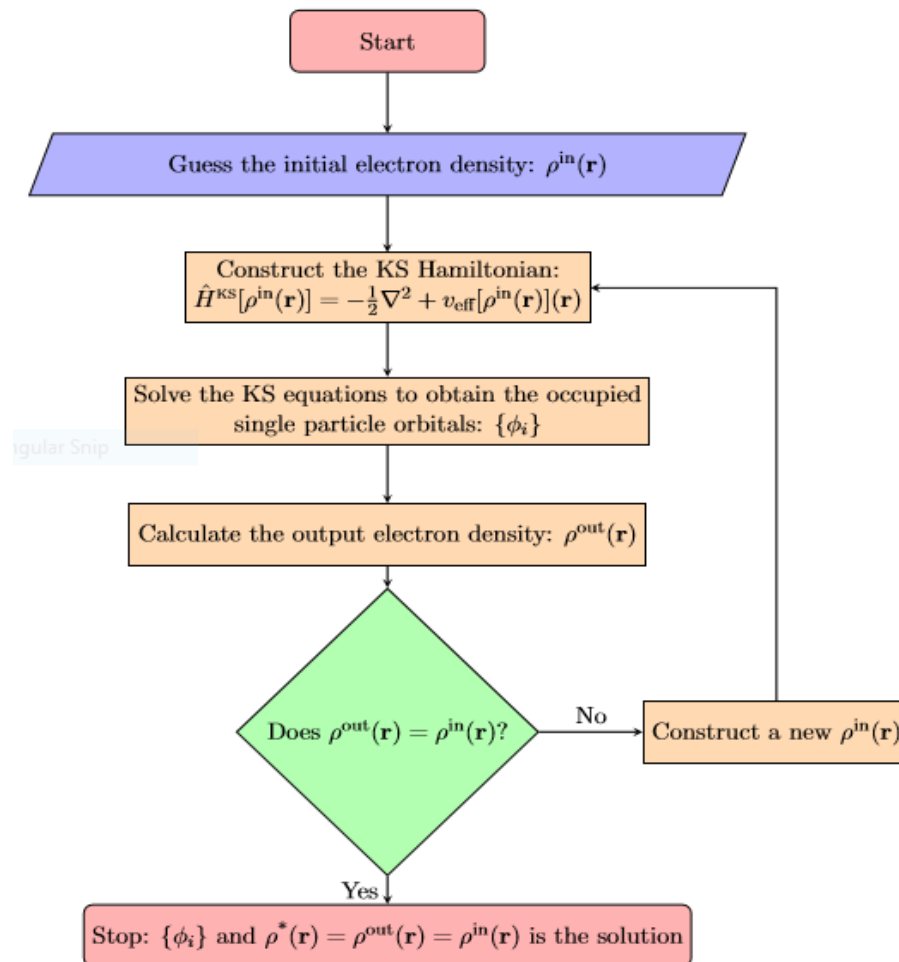 Start
Guess the initial electron density: ρ^in(𝐫)
Construct the KS Hamiltonian:
Ĥ^KS[ρ^in(𝐫)] = −½∇² + v_eff[ρ^in(𝐫)](𝐫)
Solve the KS equations to obtain the occupied
single particle orbitals: {ϕ_i}
ngular Snip
Calculate the output electron density: ρ^out(𝐫)
Does ρ^out(𝐫) = ρ^in(𝐫)?
No
Construct a new ρ^in(𝐫)
Yes
Stop: {ϕ_i} and ρ^*(𝐫) = ρ^out(𝐫) = ρ^in(𝐫) is the solution